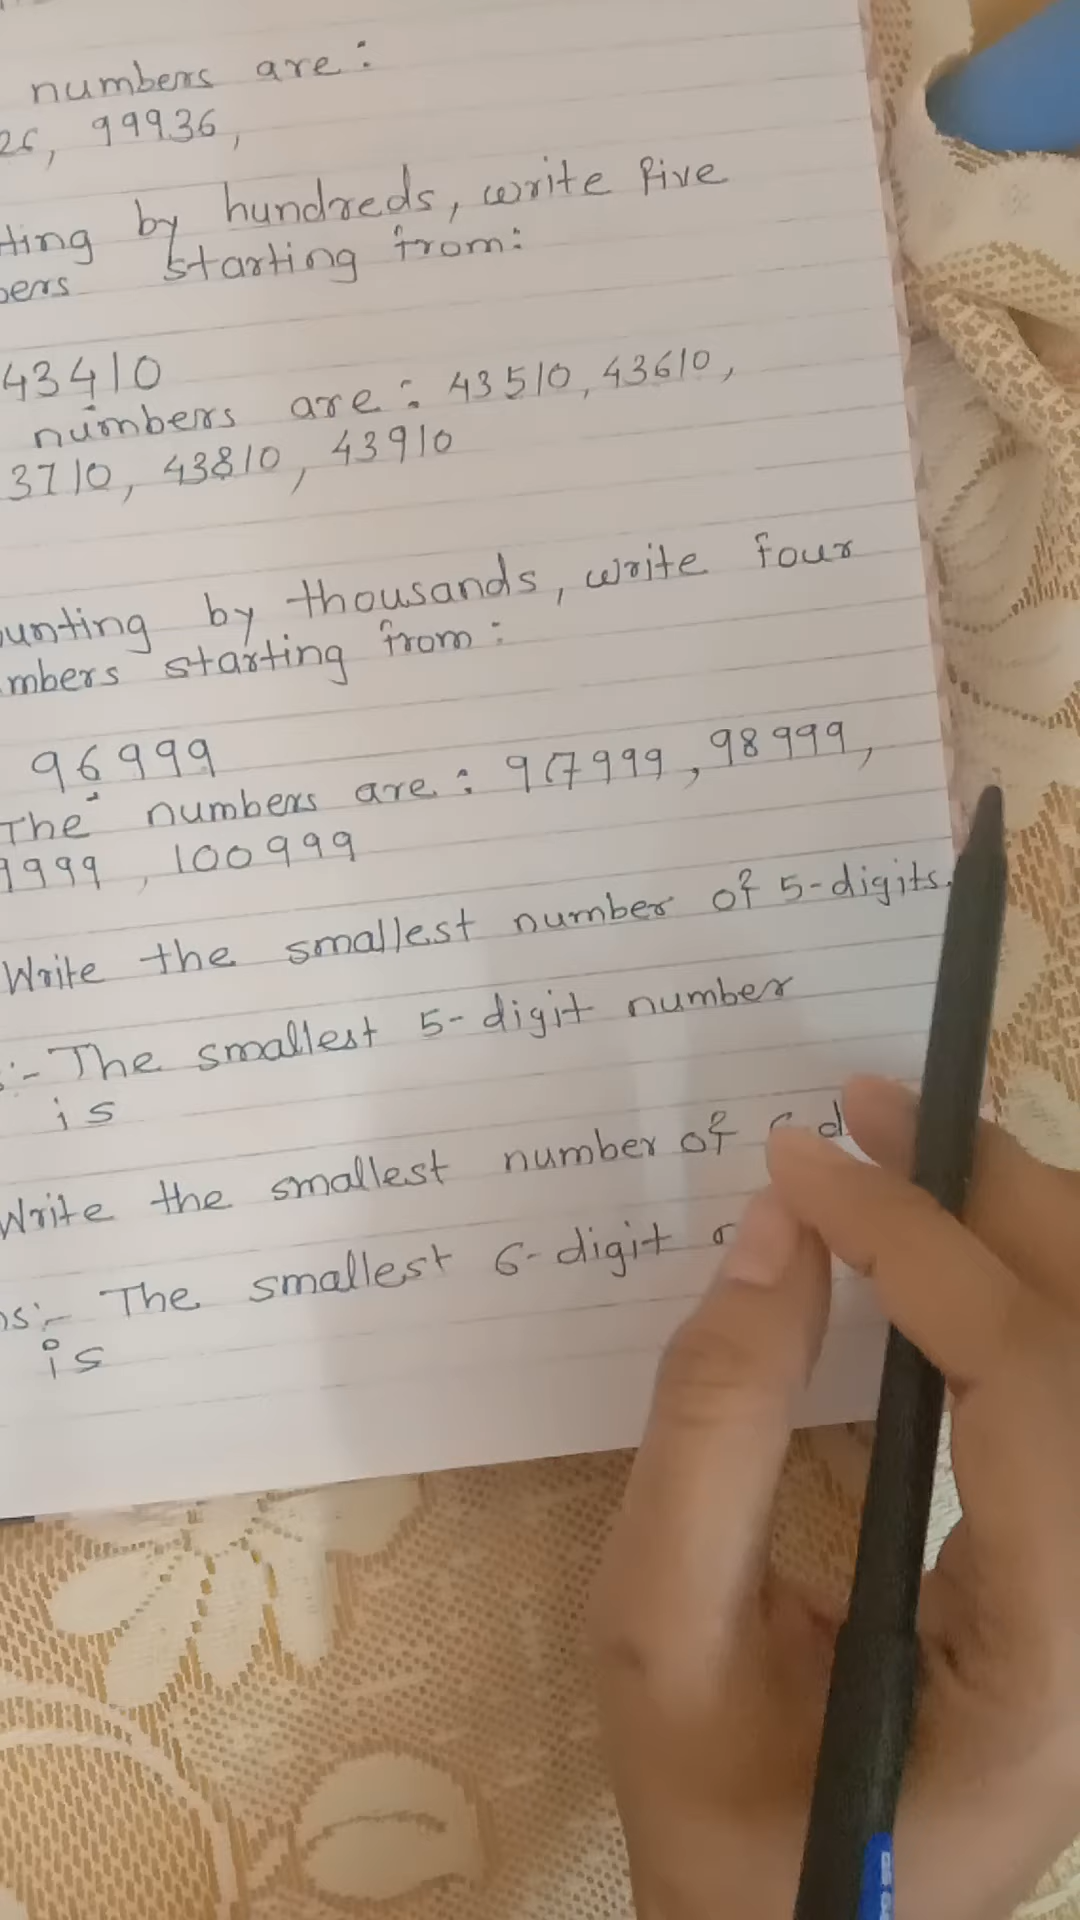 numbers are:
26, 99936,
ting by hundreds, write five
bers starting from:
43410
numbers are: 43510, 43610,
3710, 43810, 43910
unting by thousands, write four
mbers starting from:
96999
The numbers are: 97999, 98999,
9999, 100999
Write the smallest number of 5-digits.
s:- The smallest 5-digit number
is
Write the smallest number of 6 d
ns:- The smallest 6-digit n
is